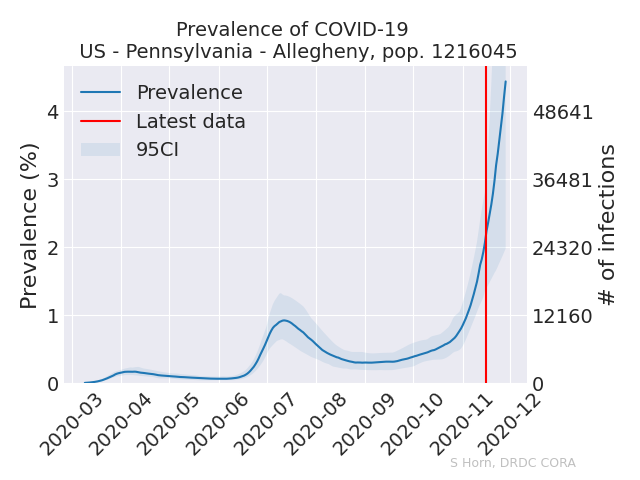 Prevalence of COVID-19
US - Pennsylvania - Allegheny, pop. 1216045
Prevalence
Latest data
95CI
Prevalence (%)
4
3
2
1
0
48641
36481
24320
12160
0
# of infections
2020-03
2020-04
2020-05
2020-06
2020-07
2020-08
2020-09
2020-10
2020-11
2020-12
S Horn, DRDC CORA